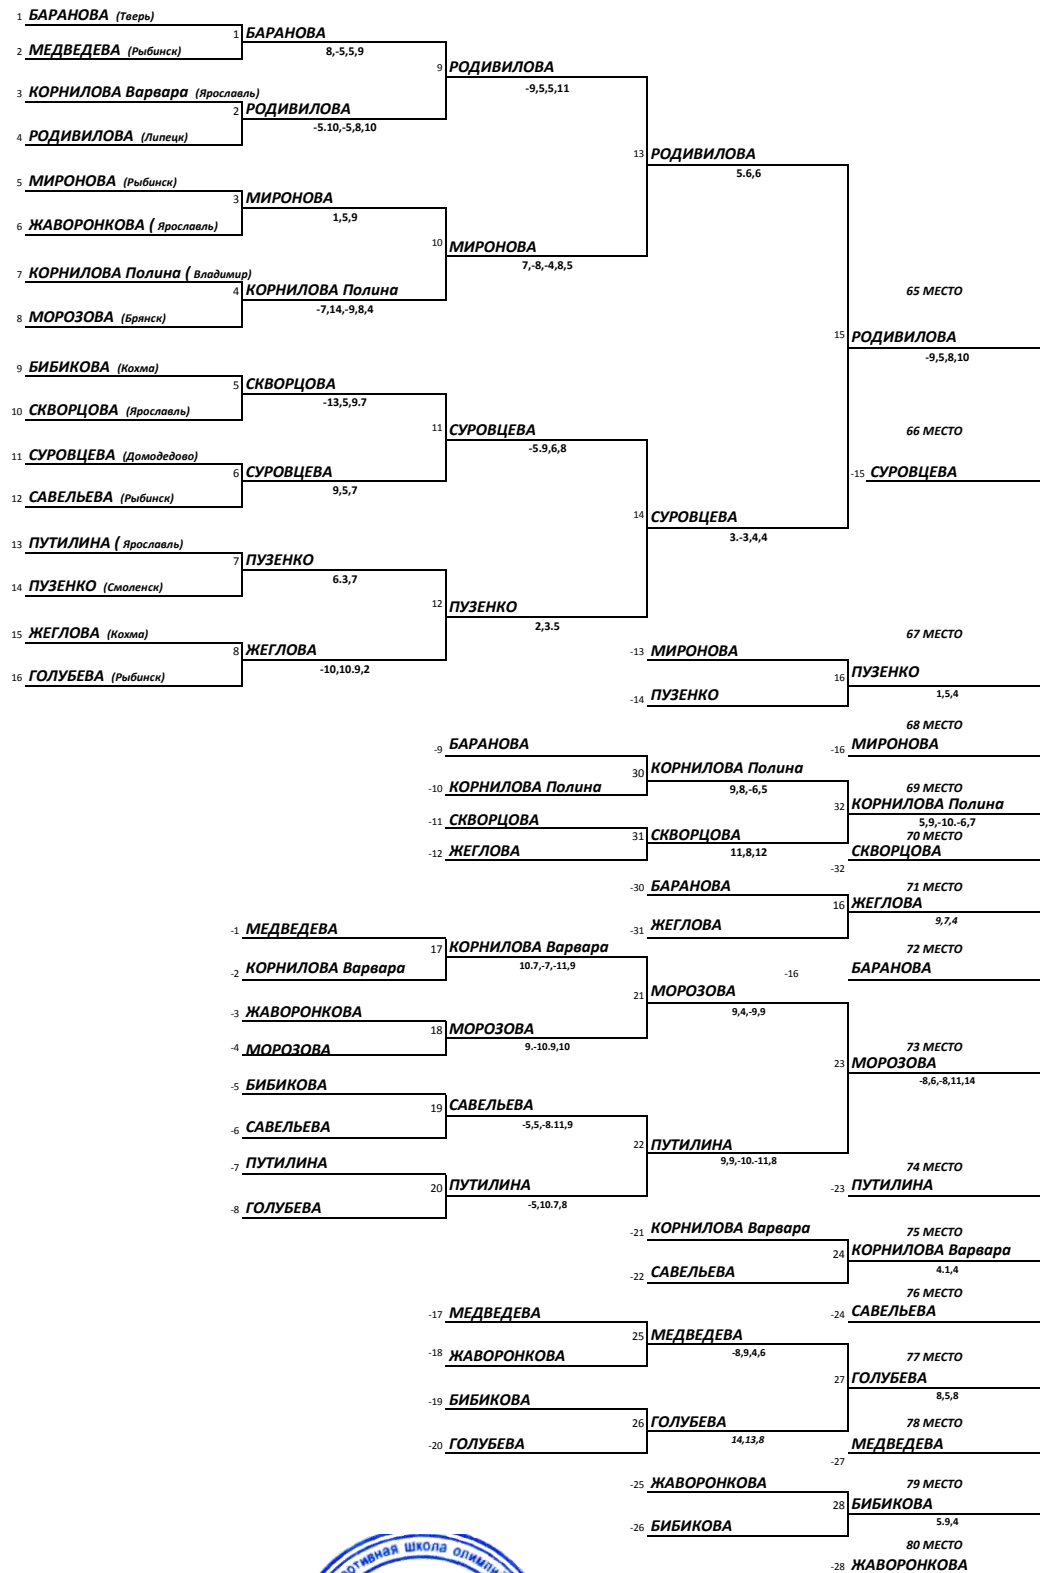 1 БАРАНОВА (Тверь)
1 БАРАНОВА
2 МЕДВЕДЕВА (Рыбинск)
8,-5,5,9
9 РОДИВИЛОВА
-9,5,5,11
3 КОРНИЛОВА Варвара (Ярославль)
2 РОДИВИЛОВА
-5.10,-5,8,10
4 РОДИВИЛОВА (Липецк)
13 РОДИВИЛОВА
5.6,6
5 МИРОНОВА (Рыбинск)
3 МИРОНОВА
1,5,9
6 ЖАВОРОНКОВА ( Ярославль)
10 МИРОНОВА
7,-8,-4,8,5
7 КОРНИЛОВА Полина ( Владимир)
4 КОРНИЛОВА Полина
-7,14,-9,8,4
8 МОРОЗОВА (Брянск)
65 МЕСТО
15 РОДИВИЛОВА
-9,5,8,10
9 БИБИКОВА (Кохма)
5 СКВОРЦОВА
-13,5,9.7
10 СКВОРЦОВА (Ярославль)
11 СУРОВЦЕВА
-5.9,6,8
66 МЕСТО
-15 СУРОВЦЕВА
11 СУРОВЦЕВА (Домодедово)
6 СУРОВЦЕВА
9,5,7
12 САВЕЛЬЕВА (Рыбинск)
14 СУРОВЦЕВА
3.-3,4,4
13 ПУТИЛИНА ( Ярославль)
7 ПУЗЕНКО
6.3,7
14 ПУЗЕНКО (Смоленск)
12 ПУЗЕНКО
2,3.5
15 ЖЕГЛОВА (Кохма)
8 ЖЕГЛОВА
-10,10.9,2
16 ГОЛУБЕВА (Рыбинск)
67 МЕСТО
-13 МИРОНОВА
16 ПУЗЕНКО
1,5,4
-14 ПУЗЕНКО
68 МЕСТО
-16 МИРОНОВА
-9 БАРАНОВА
30 КОРНИЛОВА Полина
9,8,-6,5
-10 КОРНИЛОВА Полина
69 МЕСТО
32 КОРНИЛОВА Полина
5,9,-10.-6,7
-11 СКВОРЦОВА
31 СКВОРЦОВА
11,8,12
-12 ЖЕГЛОВА
70 МЕСТО
СКВОРЦОВА
-32
-30 БАРАНОВА
71 МЕСТО
16 ЖЕГЛОВА
9,7,4
-31 ЖЕГЛОВА
72 МЕСТО
-16 БАРАНОВА
-1 МЕДВЕДЕВА
17 КОРНИЛОВА Варвара
10.7,-7,-11,9
-2 КОРНИЛОВА Варвара
21 МОРОЗОВА
9,4,-9,9
-3 ЖАВОРОНКОВА
18 МОРОЗОВА
9.-10.9,10
-4 МОРОЗОВА
73 МЕСТО
23 МОРОЗОВА
-8,6,-8,11,14
-5 БИБИКОВА
19 САВЕЛЬЕВА
-5,5,-8.11,9
-6 САВЕЛЬЕВА
22 ПУТИЛИНА
9,9,-10.-11,8
-7 ПУТИЛИНА
20 ПУТИЛИНА
-5,10.7,8
-8 ГОЛУБЕВА
74 МЕСТО
-23 ПУТИЛИНА
-21 КОРНИЛОВА Варвара
75 МЕСТО
24 КОРНИЛОВА Варвара
4.1,4
-22 САВЕЛЬЕВА
76 МЕСТО
-24 САВЕЛЬЕВА
-17 МЕДВЕДЕВА
25 МЕДВЕДЕВА
-8,9,4,6
-18 ЖАВОРОНКОВА
77 МЕСТО
27 ГОЛУБЕВА
8,5,8
-19 БИБИКОВА
26 ГОЛУБЕВА
14,13,8
-20 ГОЛУБЕВА
78 МЕСТО
МЕДВЕДЕВА
-27
-25 ЖАВОРОНКОВА
79 МЕСТО
28 БИБИКОВА
5.9,4
-26 БИБИКОВА
80 МЕСТО
-28 ЖАВОРОНКОВА
школа